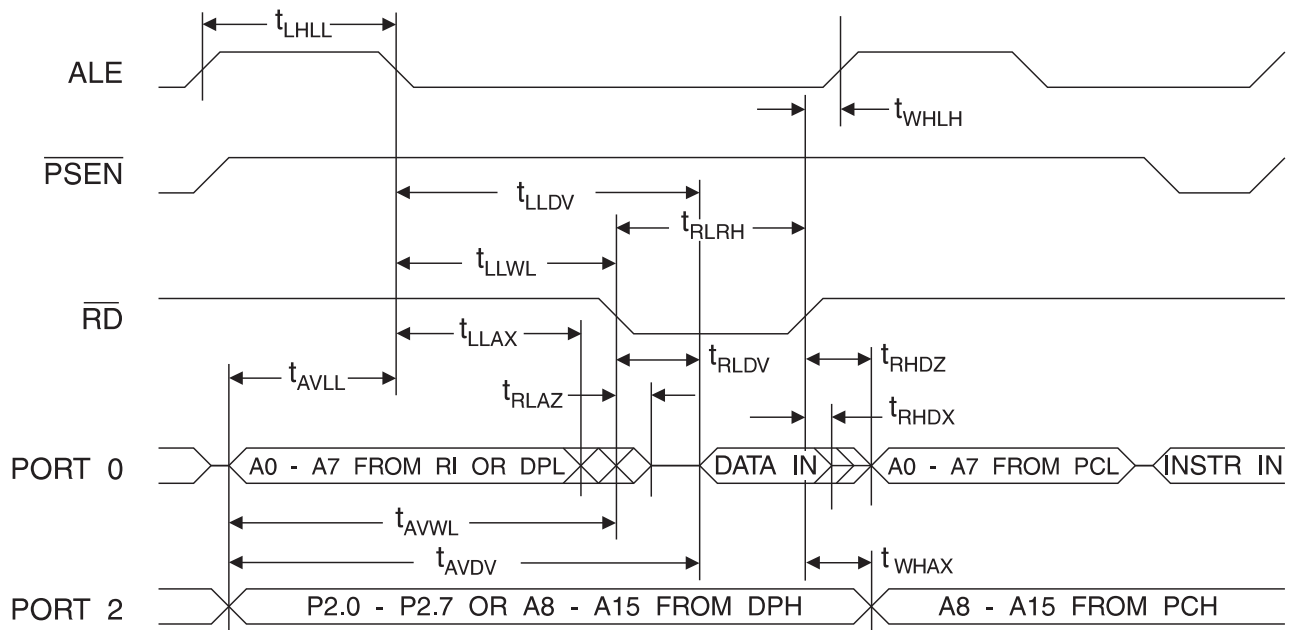 tLHLL
ALE
tWHLH
PSEN
tLLDV
tRLRH
tLLWL
RD
tLLAX
tRLDV
tRHDZ
tAVLL
tRLAZ
tRHDX
PORT 0 A0 - A7 FROM RI OR DPL DATA IN A0 - A7 FROM PCL INSTR IN
tAVWL
tAVDV
tWHAX
PORT 2 P2.0 - P2.7 OR A8 - A15 FROM DPH A8 - A15 FROM PCH